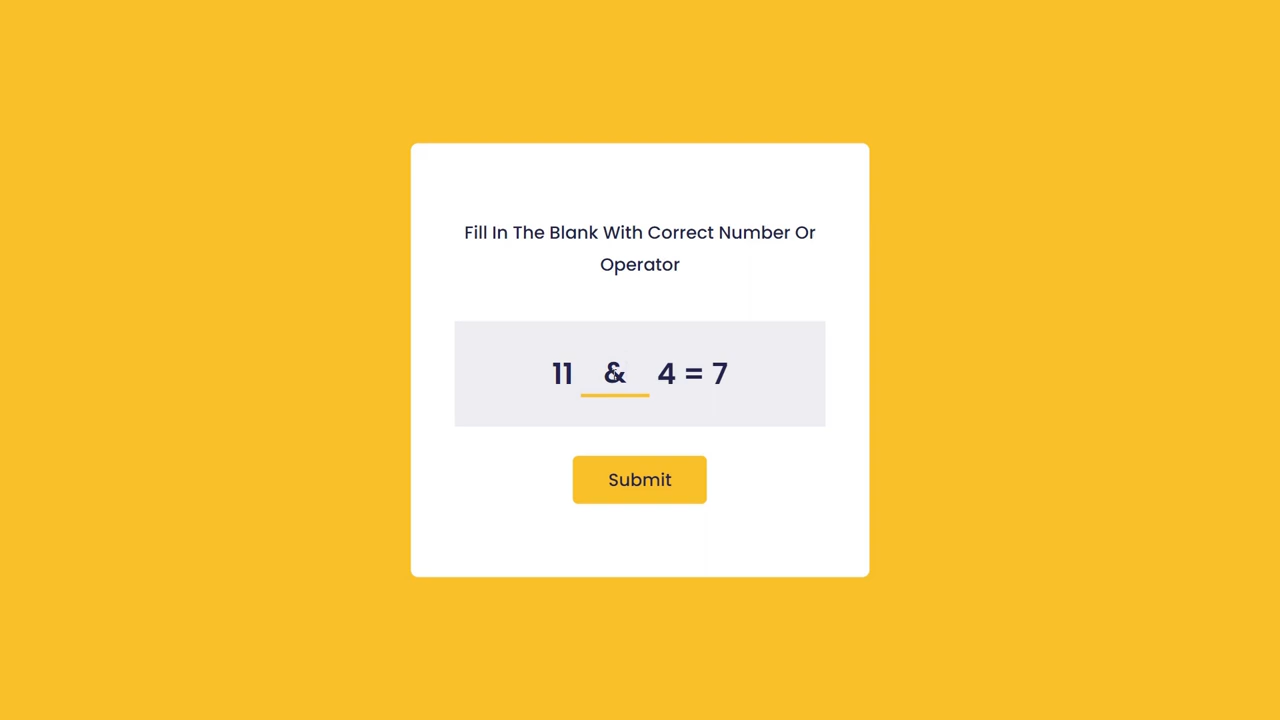 Fill In The Blank With Correct Number Or
Operator
11 & 4 = 7
Submit